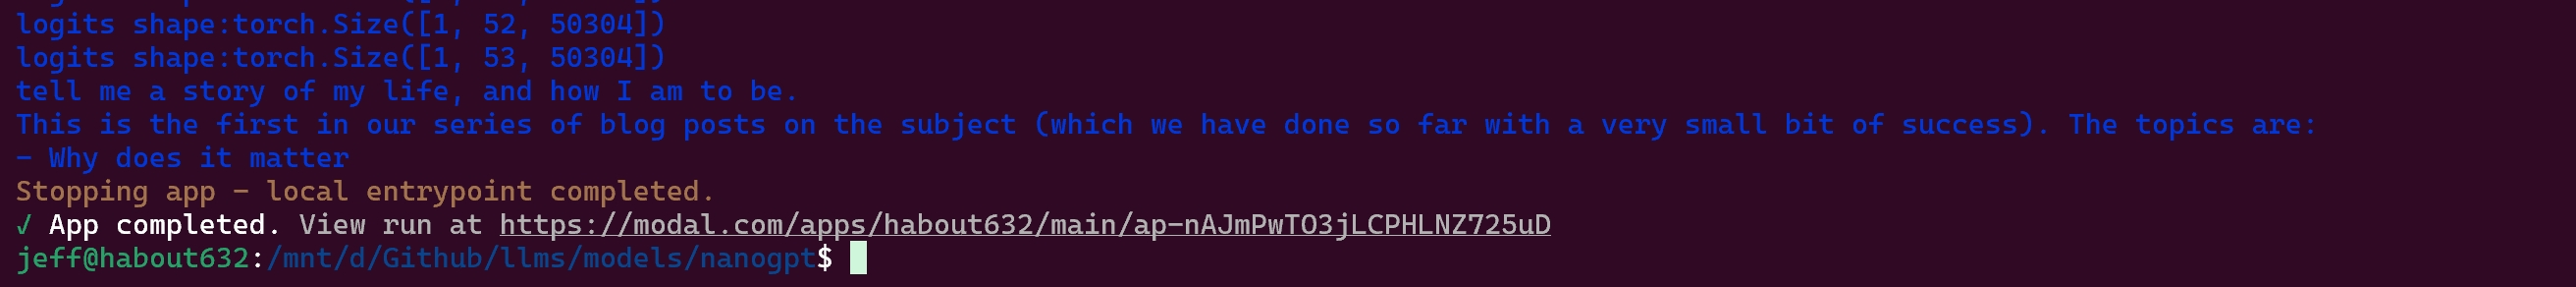 logits shape:torch.Size([1, 52, 50304])
logits shape:torch.Size([1, 53, 50304])
tell me a story of my life, and how I am to be.
This is the first in our series of blog posts on the subject (which we have done so far with a very small bit of success). The topics are:
- Why does it matter
Stopping app - local entrypoint completed.
✓ App completed. View run at https://modal.com/apps/habout632/main/ap-nAJmPwTO3jLCPHLNZ725uD
jeff@habout632:/mnt/d/Github/llms/models/nanogpt$